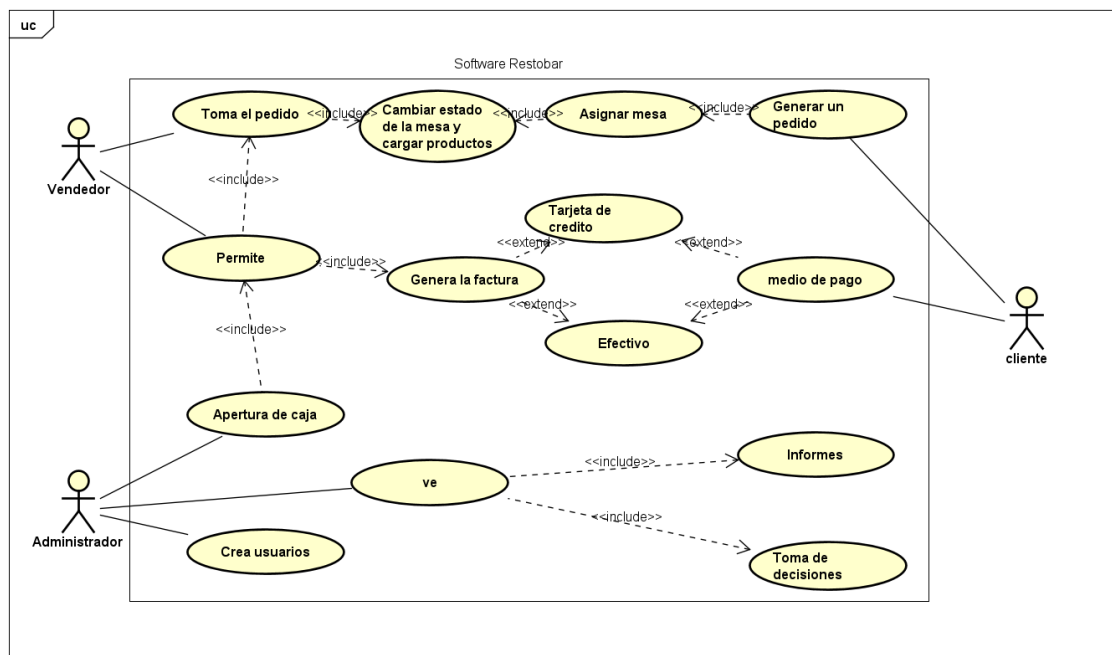 uc
Software Restobar
Toma el pedido
<<include>>
Cambiar estado
de la mesa y
cargar productos
<<include>>
Asignar mesa
<<include>>
Generar un
pedido
Vendedor
<<include>>
Tarjeta de
credito
Permite
<<include>>
Genera la factura
<<extend>>
<<extend>>
medio de pago
<<extend>>
<<extend>>
Efectivo
<<include>>
cliente
Apertura de caja
Informes
<<include>>
ve
<<include>>
Administrador
Crea usuarios
Toma de
decisiones